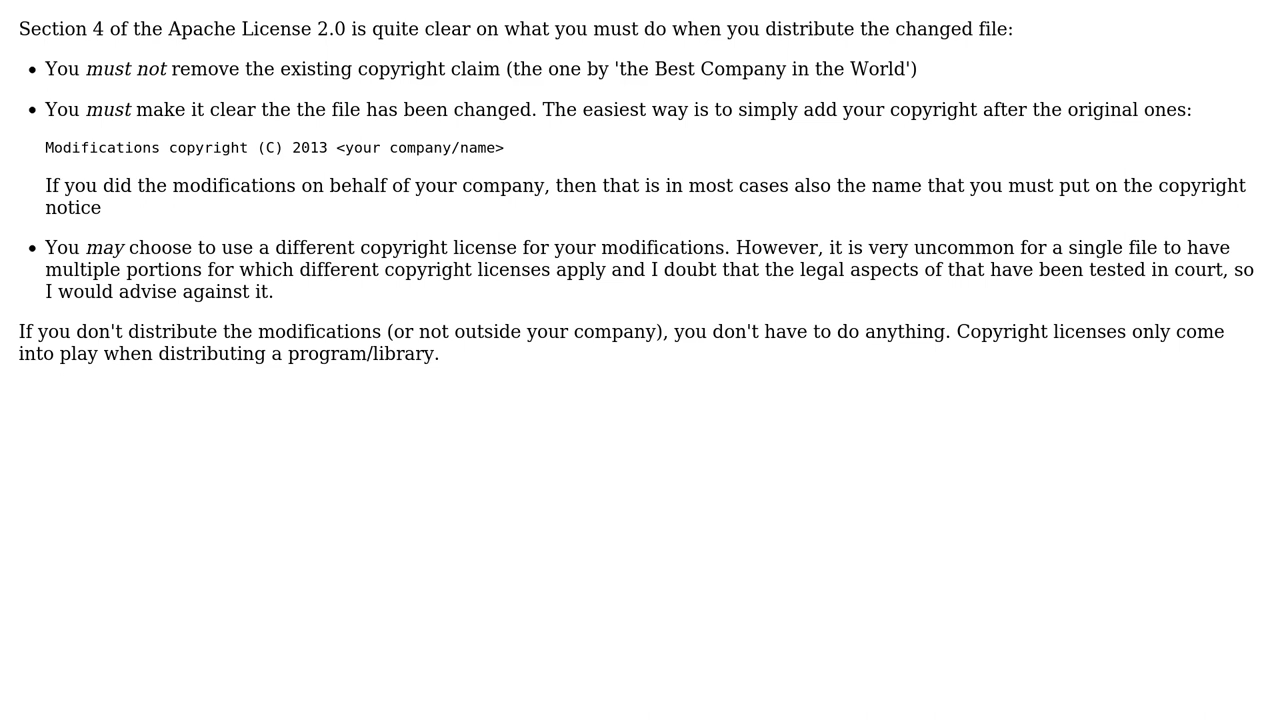 Section 4 of the Apache License 2.0 is quite clear on what you must do when you distribute the changed file:
• You must not remove the existing copyright claim (the one by 'the Best Company in the World')
• You must make it clear the the file has been changed. The easiest way is to simply add your copyright after the original ones:
Modifications copyright (C) 2013 <your company/name>
If you did the modifications on behalf of your company, then that is in most cases also the name that you must put on the copyright
notice
• You may choose to use a different copyright license for your modifications. However, it is very uncommon for a single file to have
multiple portions for which different copyright licenses apply and I doubt that the legal aspects of that have been tested in court, so
I would advise against it.
If you don't distribute the modifications (or not outside your company), you don't have to do anything. Copyright licenses only come
into play when distributing a program/library.